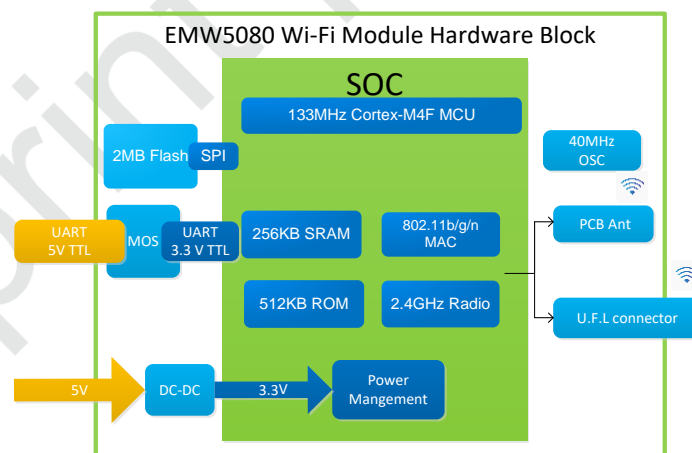 EMW5080 Wi-Fi Module Hardware Block
SOC
133MHz Cortex-M4F MCU
2MB Flash
SPI
40MHz
OSC
UART
5V TTL
MOS
UART
3.3 V TTL
256KB SRAM
802.11b/g/n
MAC
PCB Ant
512KB ROM
2.4GHz Radio
U.F.L connector
5V
DC-DC
3.3V
Power
Mangement